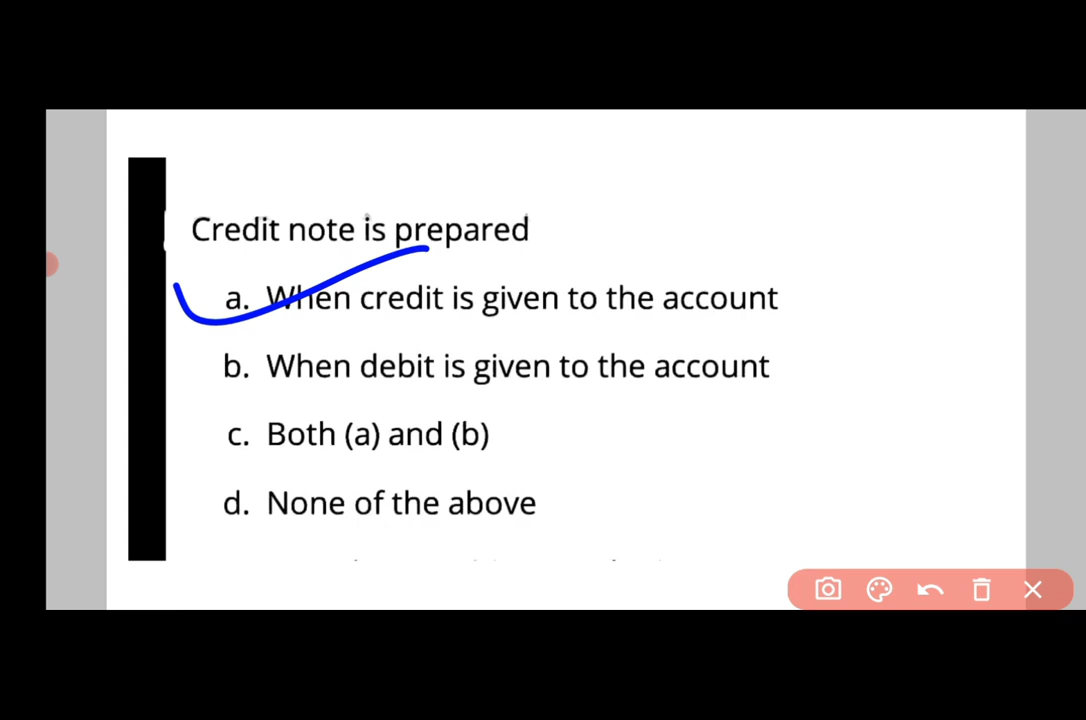 Credit note is prepared
a. When credit is given to the account
b. When debit is given to the account
c. Both (a) and (b)
d. None of the above